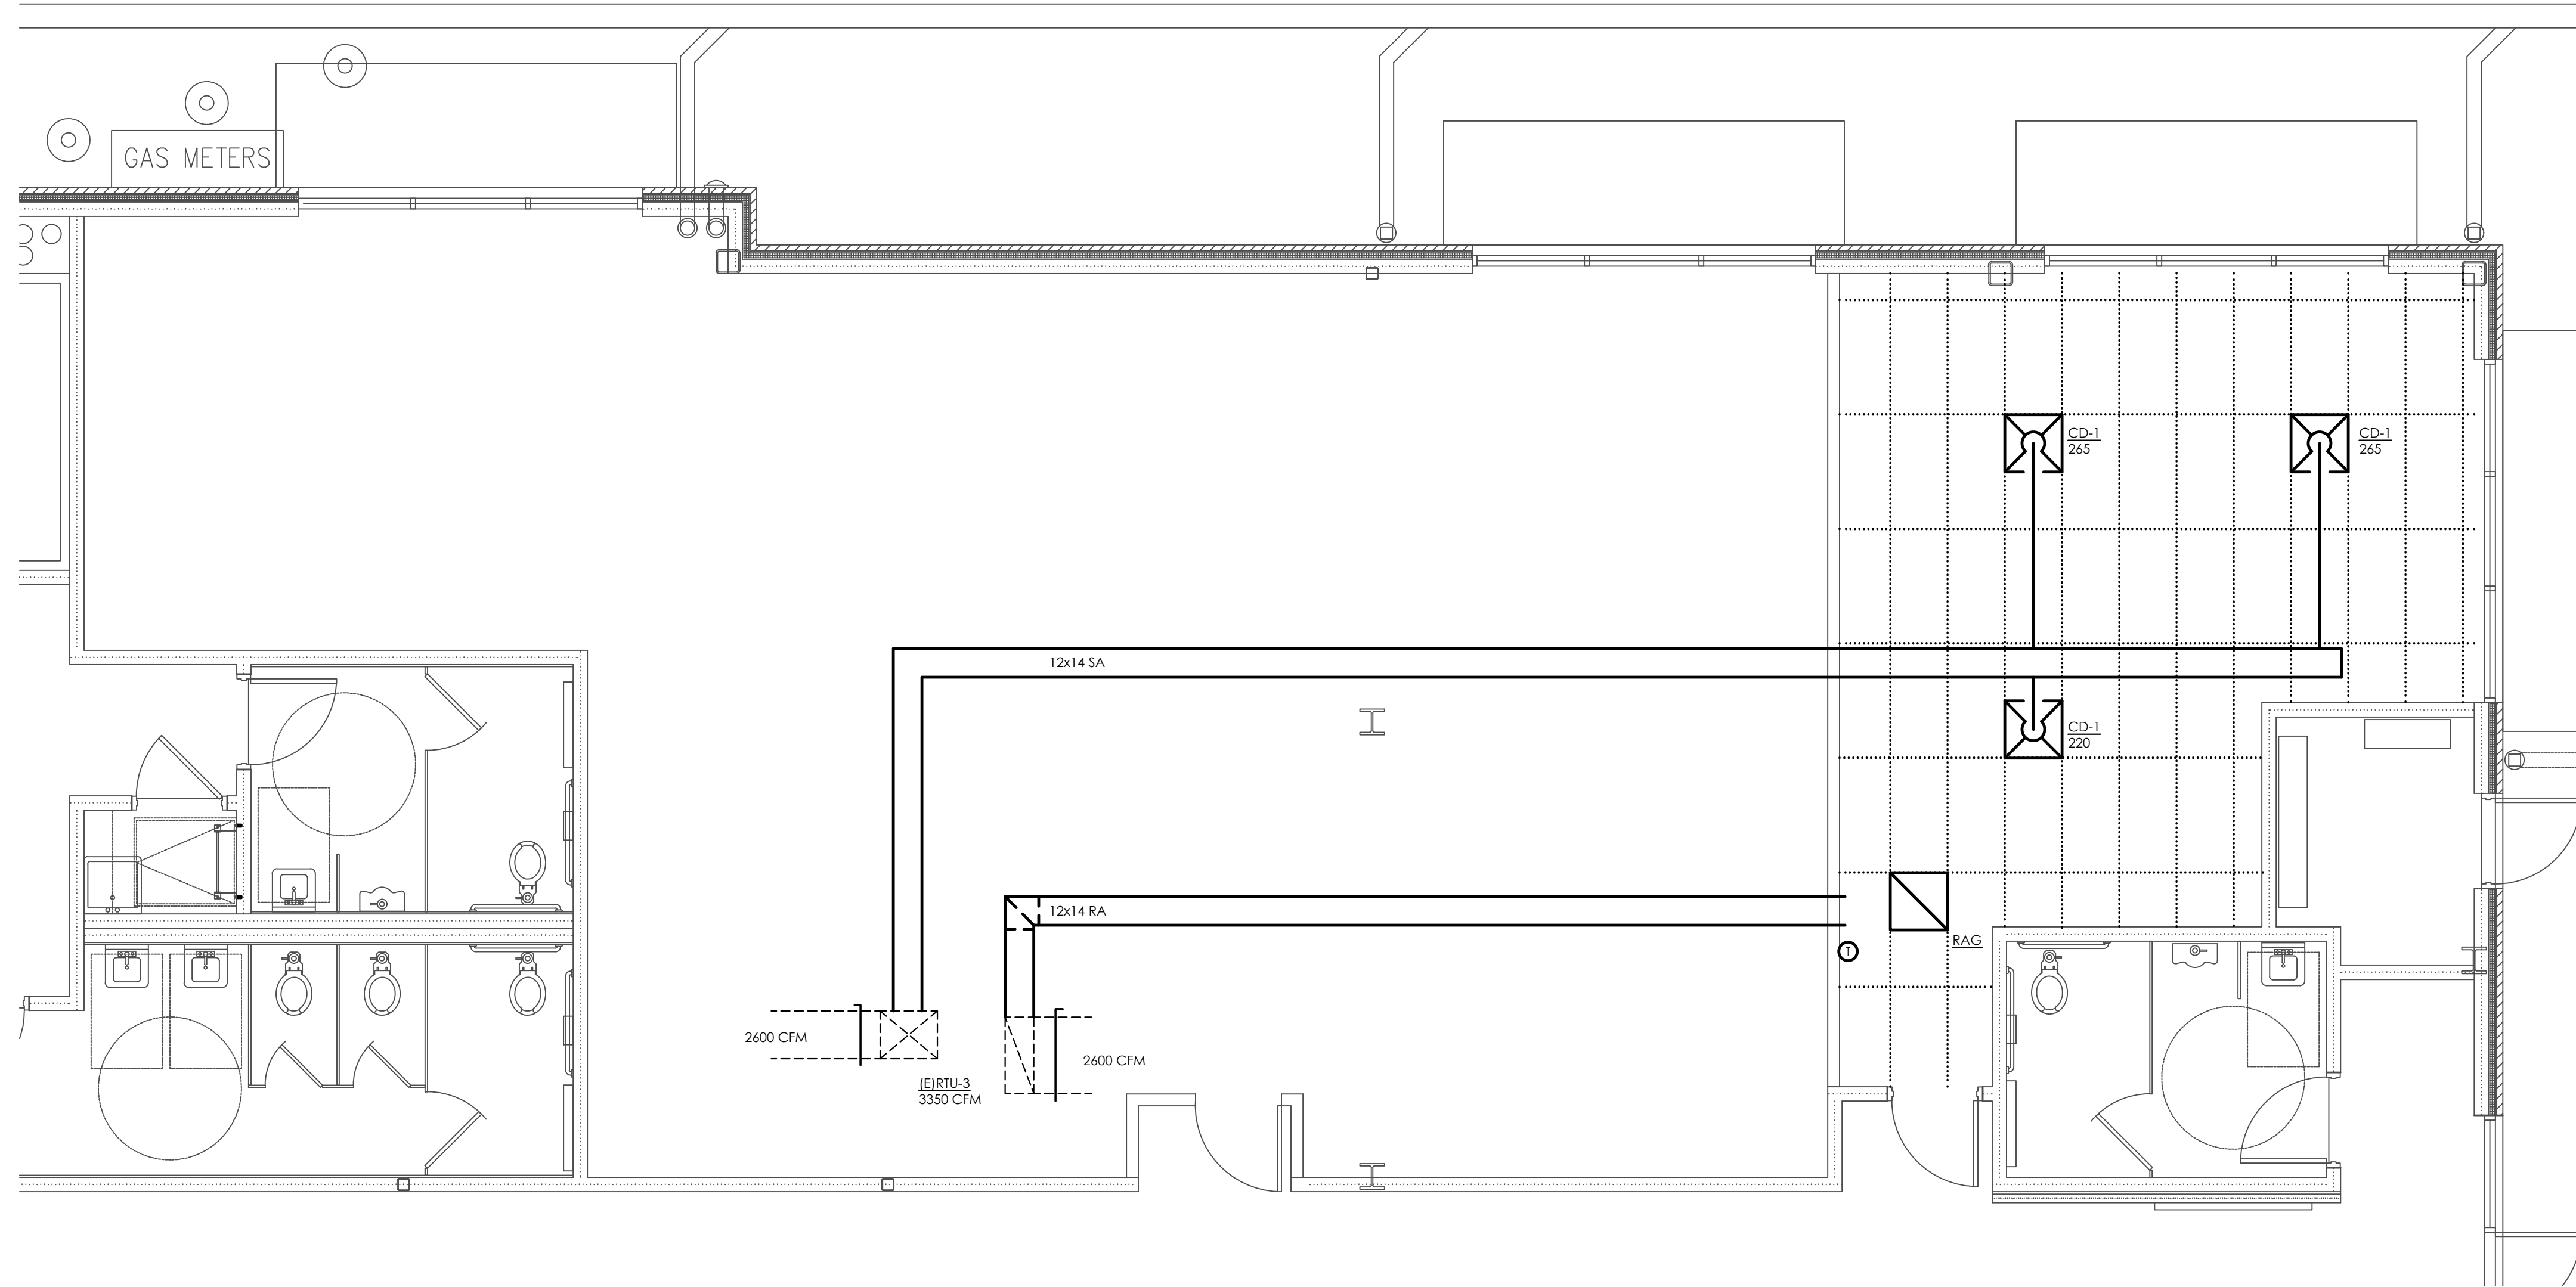 GAS METERS
CD-1
265
CD-1
265
12x14 SA
CD-1
220
12x14 RA
RAG
T
2600 CFM
2600 CFM
(E)RTU-3
3350 CFM